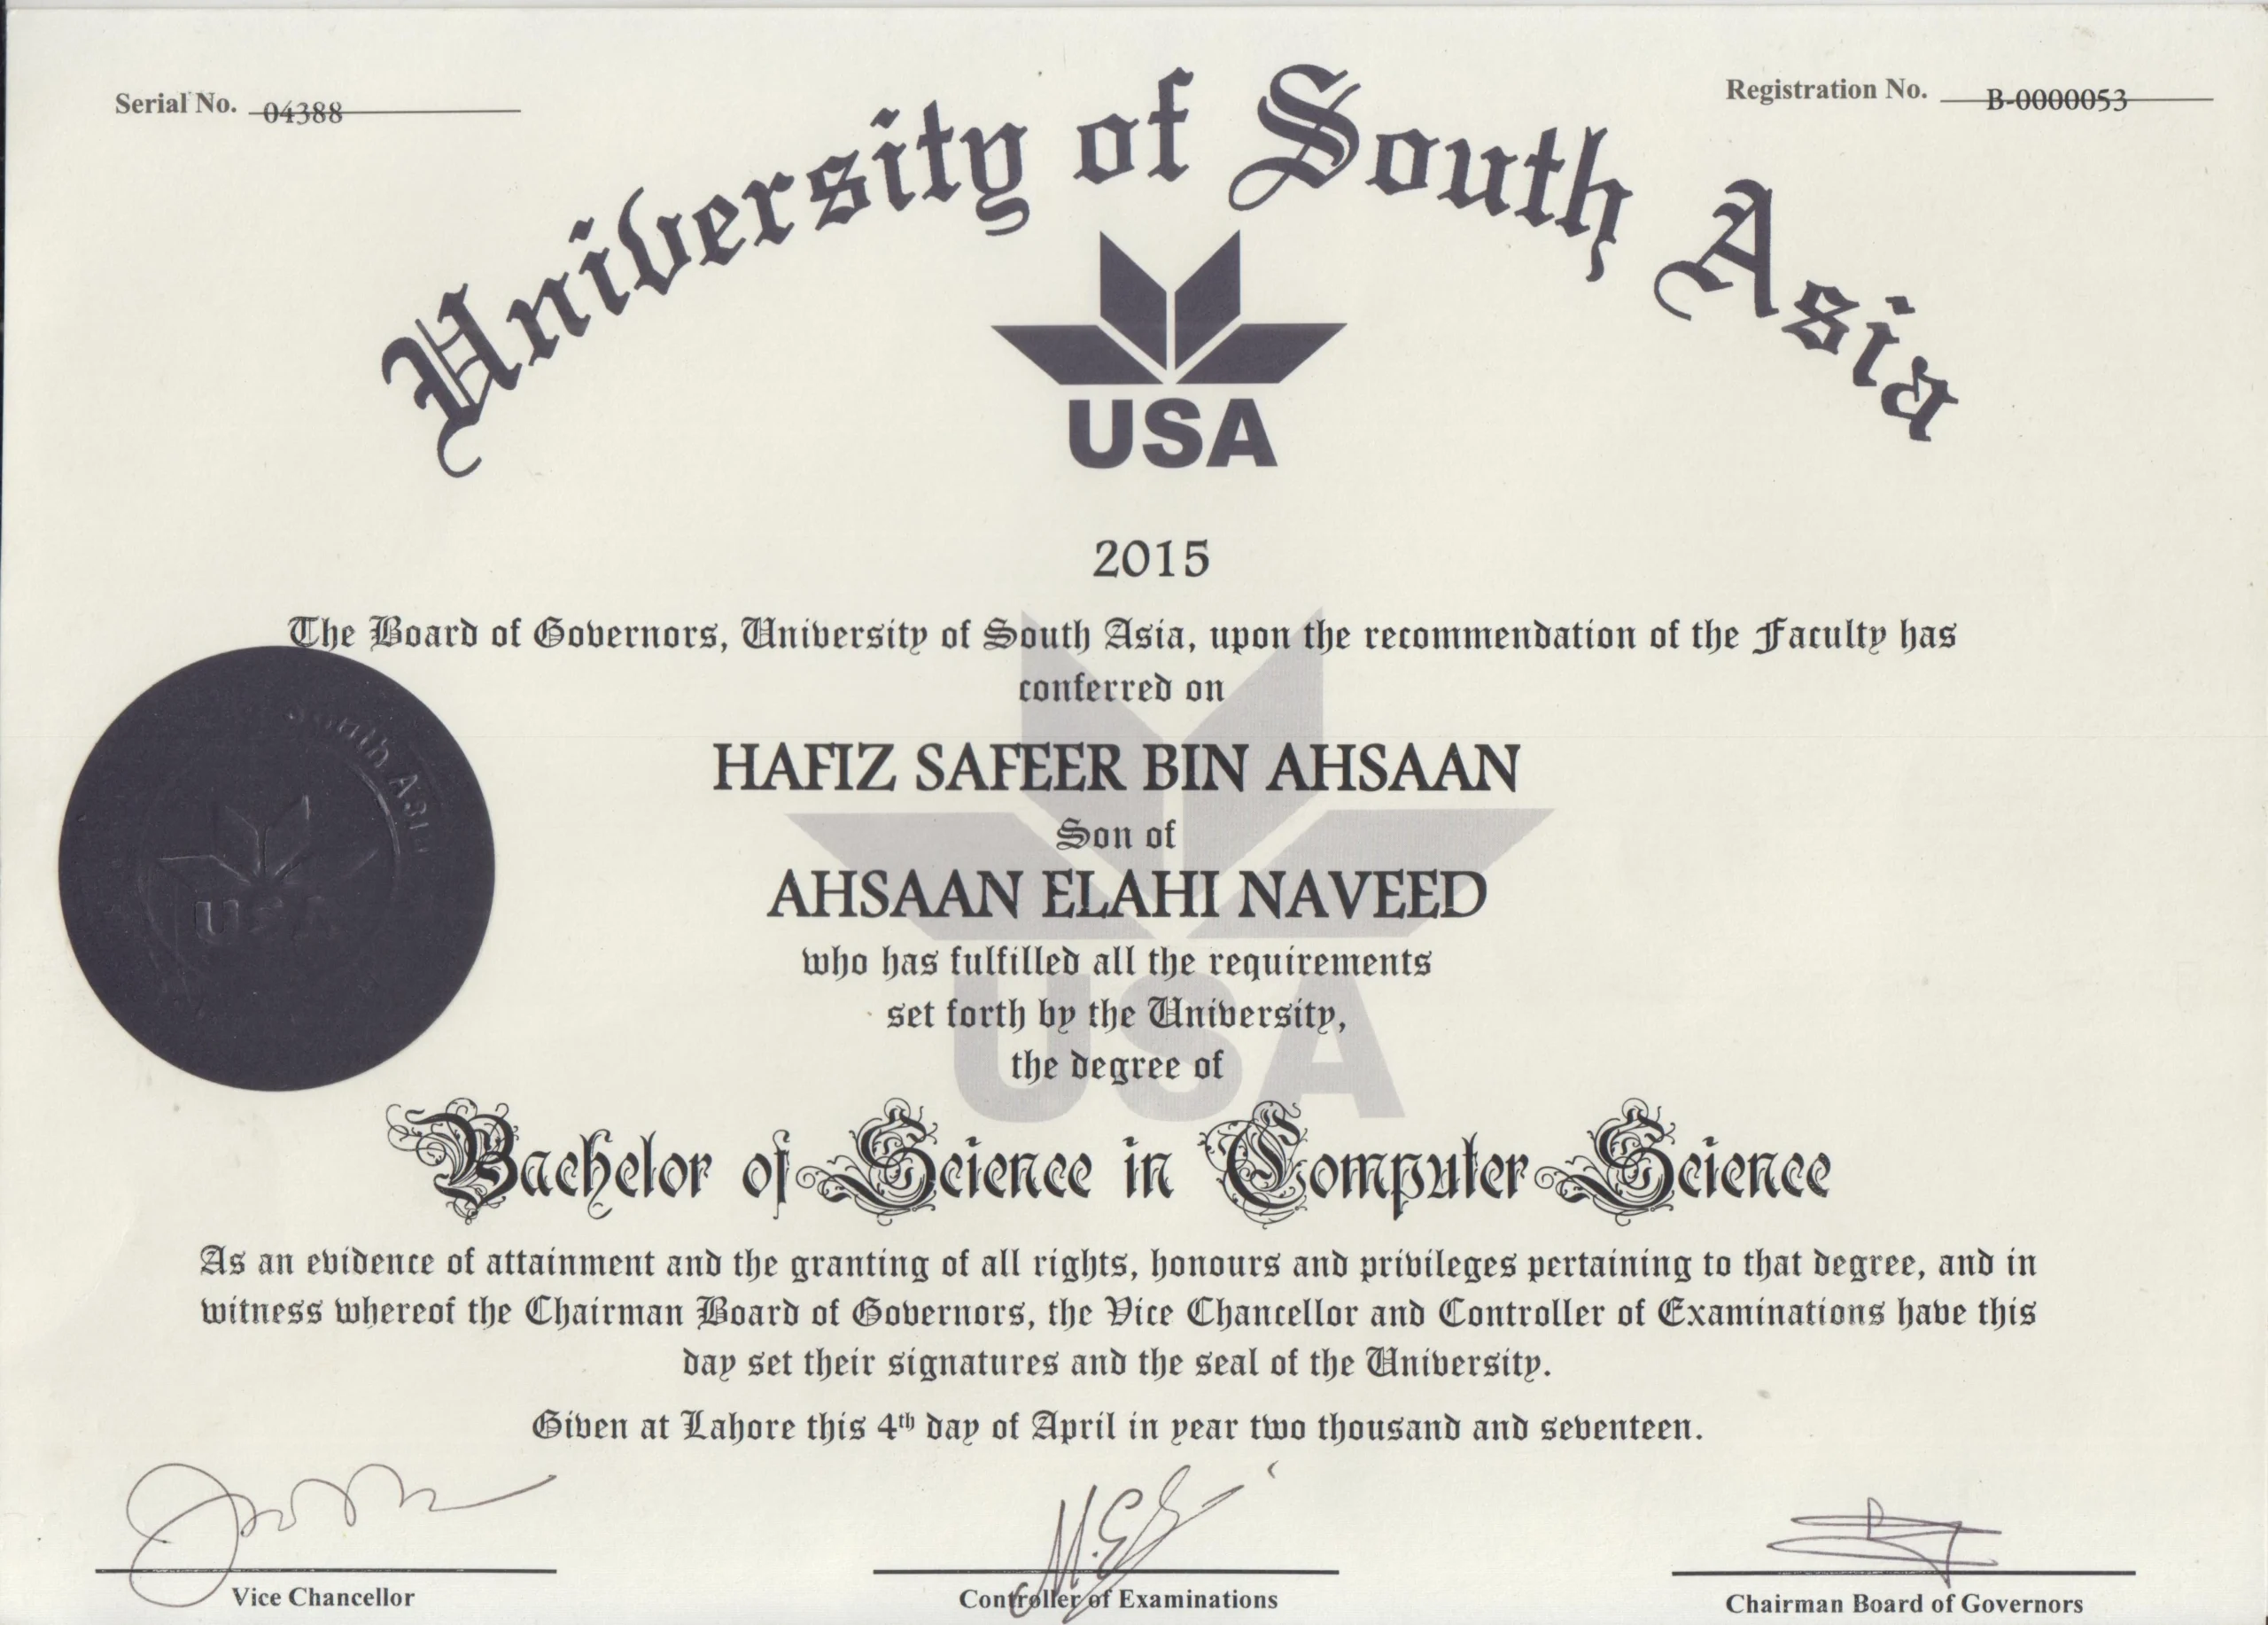 Serial No. 04388
Registration No. B-0000053
University of South Asia
USA
2015
The Board of Governors, University of South Asia, upon the recommendation of the Faculty has
conferred on
HAFIZ SAFEER BIN AHSAAN
Son of
AHSAAN ELAHI NAVEED
who has fulfilled all the requirements
set forth by the University,
the degree of
Bachelor of Science in Computer Science
As an evidence of attainment and the granting of all rights, honours and privileges pertaining to that degree, and in
witness whereof the Chairman Board of Governors, the Vice Chancellor and Controller of Examinations have this
day set their signatures and the seal of the University.
Given at Lahore this 4th day of April in year two thousand and seventeen.
Vice Chancellor
Controller of Examinations
Chairman Board of Governors
South Asia
USA
USA